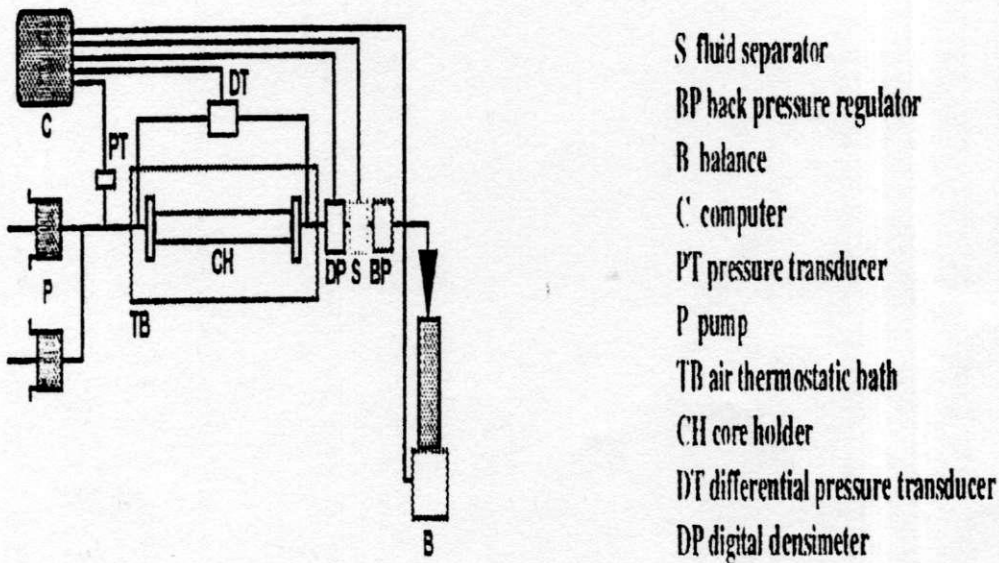 C
PT
DT
P
CH
TB
DP
S
BP
B
S fluid separator
BP back pressure regulator
B balance
C computer
PT pressure transducer
P pump
TB air thermostatic bath
CH core holder
DT differential pressure transducer
DP digital densimeter